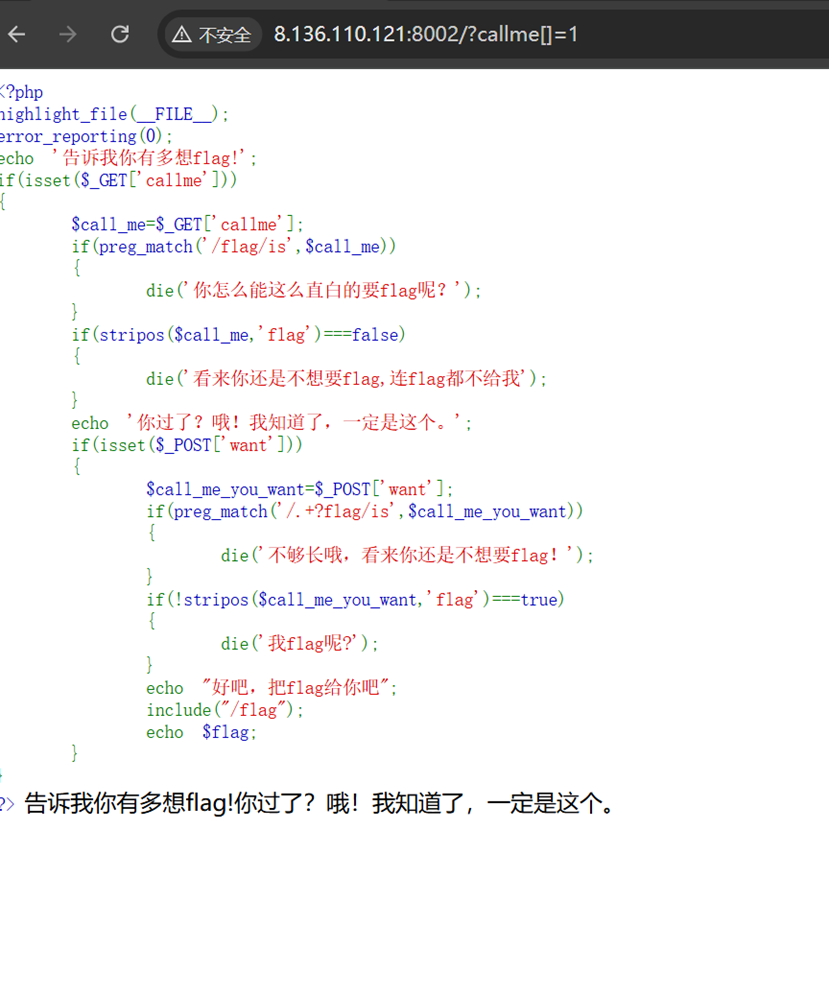 不安全 8.136.110.121:8002/?callme[]=1
<?php
highlight_file(__FILE__);
error_reporting(0);
echo '告诉我你有多想flag!';
if(isset($_GET['callme']))
{
$call_me=$_GET['callme'];
if(preg_match('/flag/is',$call_me))
{
die('你怎么能这么直白的要flag呢？');
}
if(stripos($call_me,'flag')===false)
{
die('看来你还是不想要flag,连flag都不给我');
}
echo '你过了？哦！我知道了，一定是这个。';
if(isset($_POST['want']))
{
$call_me_you_want=$_POST['want'];
if(preg_match('/.+?flag/is',$call_me_you_want))
{
die('不够长哦，看来你还是不想要flag！');
}
if(!stripos($call_me_you_want,'flag')===true)
{
die('我flag呢?');
}
echo "好吧，把flag给你吧";
include("/flag");
echo $flag;
}
}
?> 告诉我你有多想flag!你过了？哦！我知道了，一定是这个。